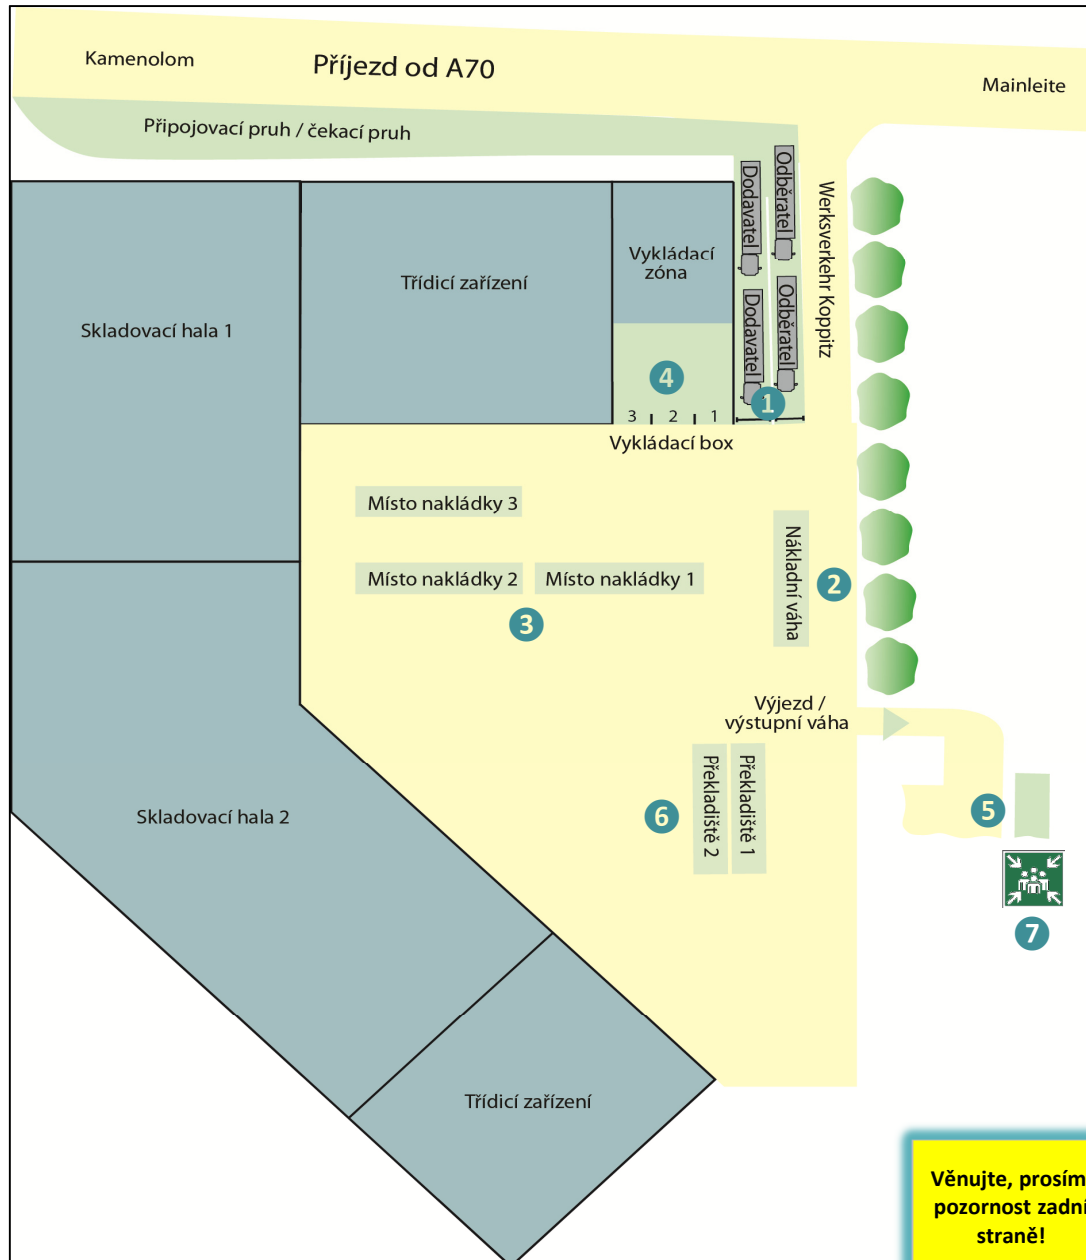 Kamenolom
Příjezd od A70
Mainleite
Připojovací pruh / čekací pruh
Dodavatel
Odběratel
Werksverkehr Koppitz
Skladovací hala 1
Třídicí zařízení
Vykládací
zóna
Dodavatel
Odběratel
4
1
3 2 1
Vykládací box
Místo nakládky 3
Místo nakládky 2
Místo nakládky 1
Nákladní váha
2
3
Výjezd /
výstupní váha
Skladovací hala 2
6
Překladiště 2
Překladiště 1
5
7
Třídicí zařízení
Věnujte, prosím,
pozornost zadní
straně!